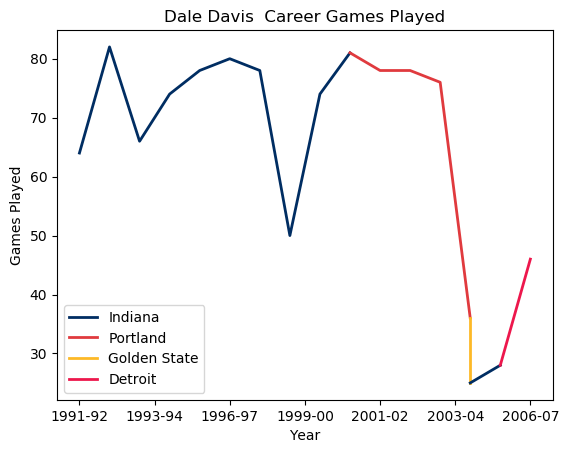 Dale Davis  Career Games Played
Games Played
80
70
60
50
40
30
Indiana
Portland
Golden State
Detroit
1991-92 1993-94 1996-97 1999-00 2001-02 2003-04 2006-07
Year